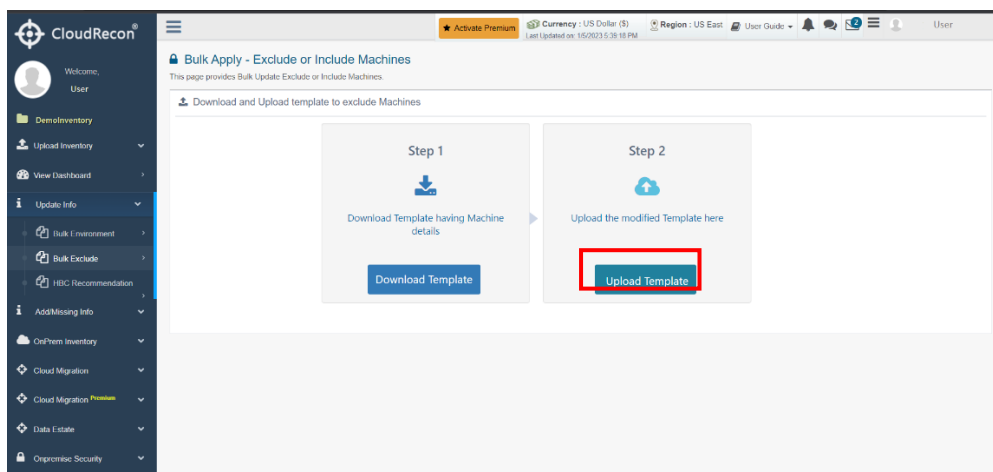 CloudRecon®
Welcome,
User
DemoInventory
Upload Inventory
View Dashboard
Update Info
Bulk Environment
Bulk Exclude
HBC Recommendation
Add/Missing Info
OnPrem Inventory
Cloud Migration
Cloud Migration Premium
Data Estate
Onpremise Security
Activate Premium
Currency : US Dollar ($)
Last Updated on: 1/5/2023 5:39:18 PM
Region : US East
User Guide
2
User
Bulk Apply - Exclude or Include Machines
This page provides Bulk Update Exclude or Include Machines.
Download and Upload template to exclude Machines
Step 1
Download Template having Machine
details
Download Template
Step 2
Upload the modified Template here
Upload Template